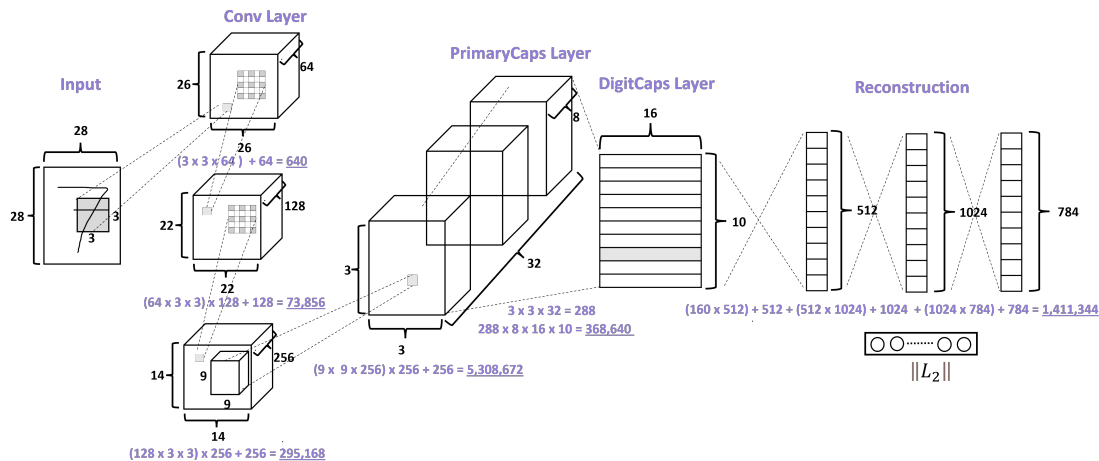 Conv Layer
PrimaryCaps Layer
Input
DigitCaps Layer
Reconstruction
26
64
26
(3 x 3 x 64 ) + 64 = 640
28
28
3
3
22
128
22
(64 x 3 x 3) x 128 + 128 = 73,856
14
256
9
9
14
(128 x 3 x 3) x 256 + 256 = 295,168
8
32
3
3
(9 x 9 x 256) x 256 + 256 = 5,308,672
16
10
3 x 3 x 32 = 288
288 x 8 x 16 x 10 = 368,640
512
1024
784
(160 x 512) + 512 + (512 x 1024) + 1024 + (1024 x 784) + 784 = 1,411,344
‖L₂‖